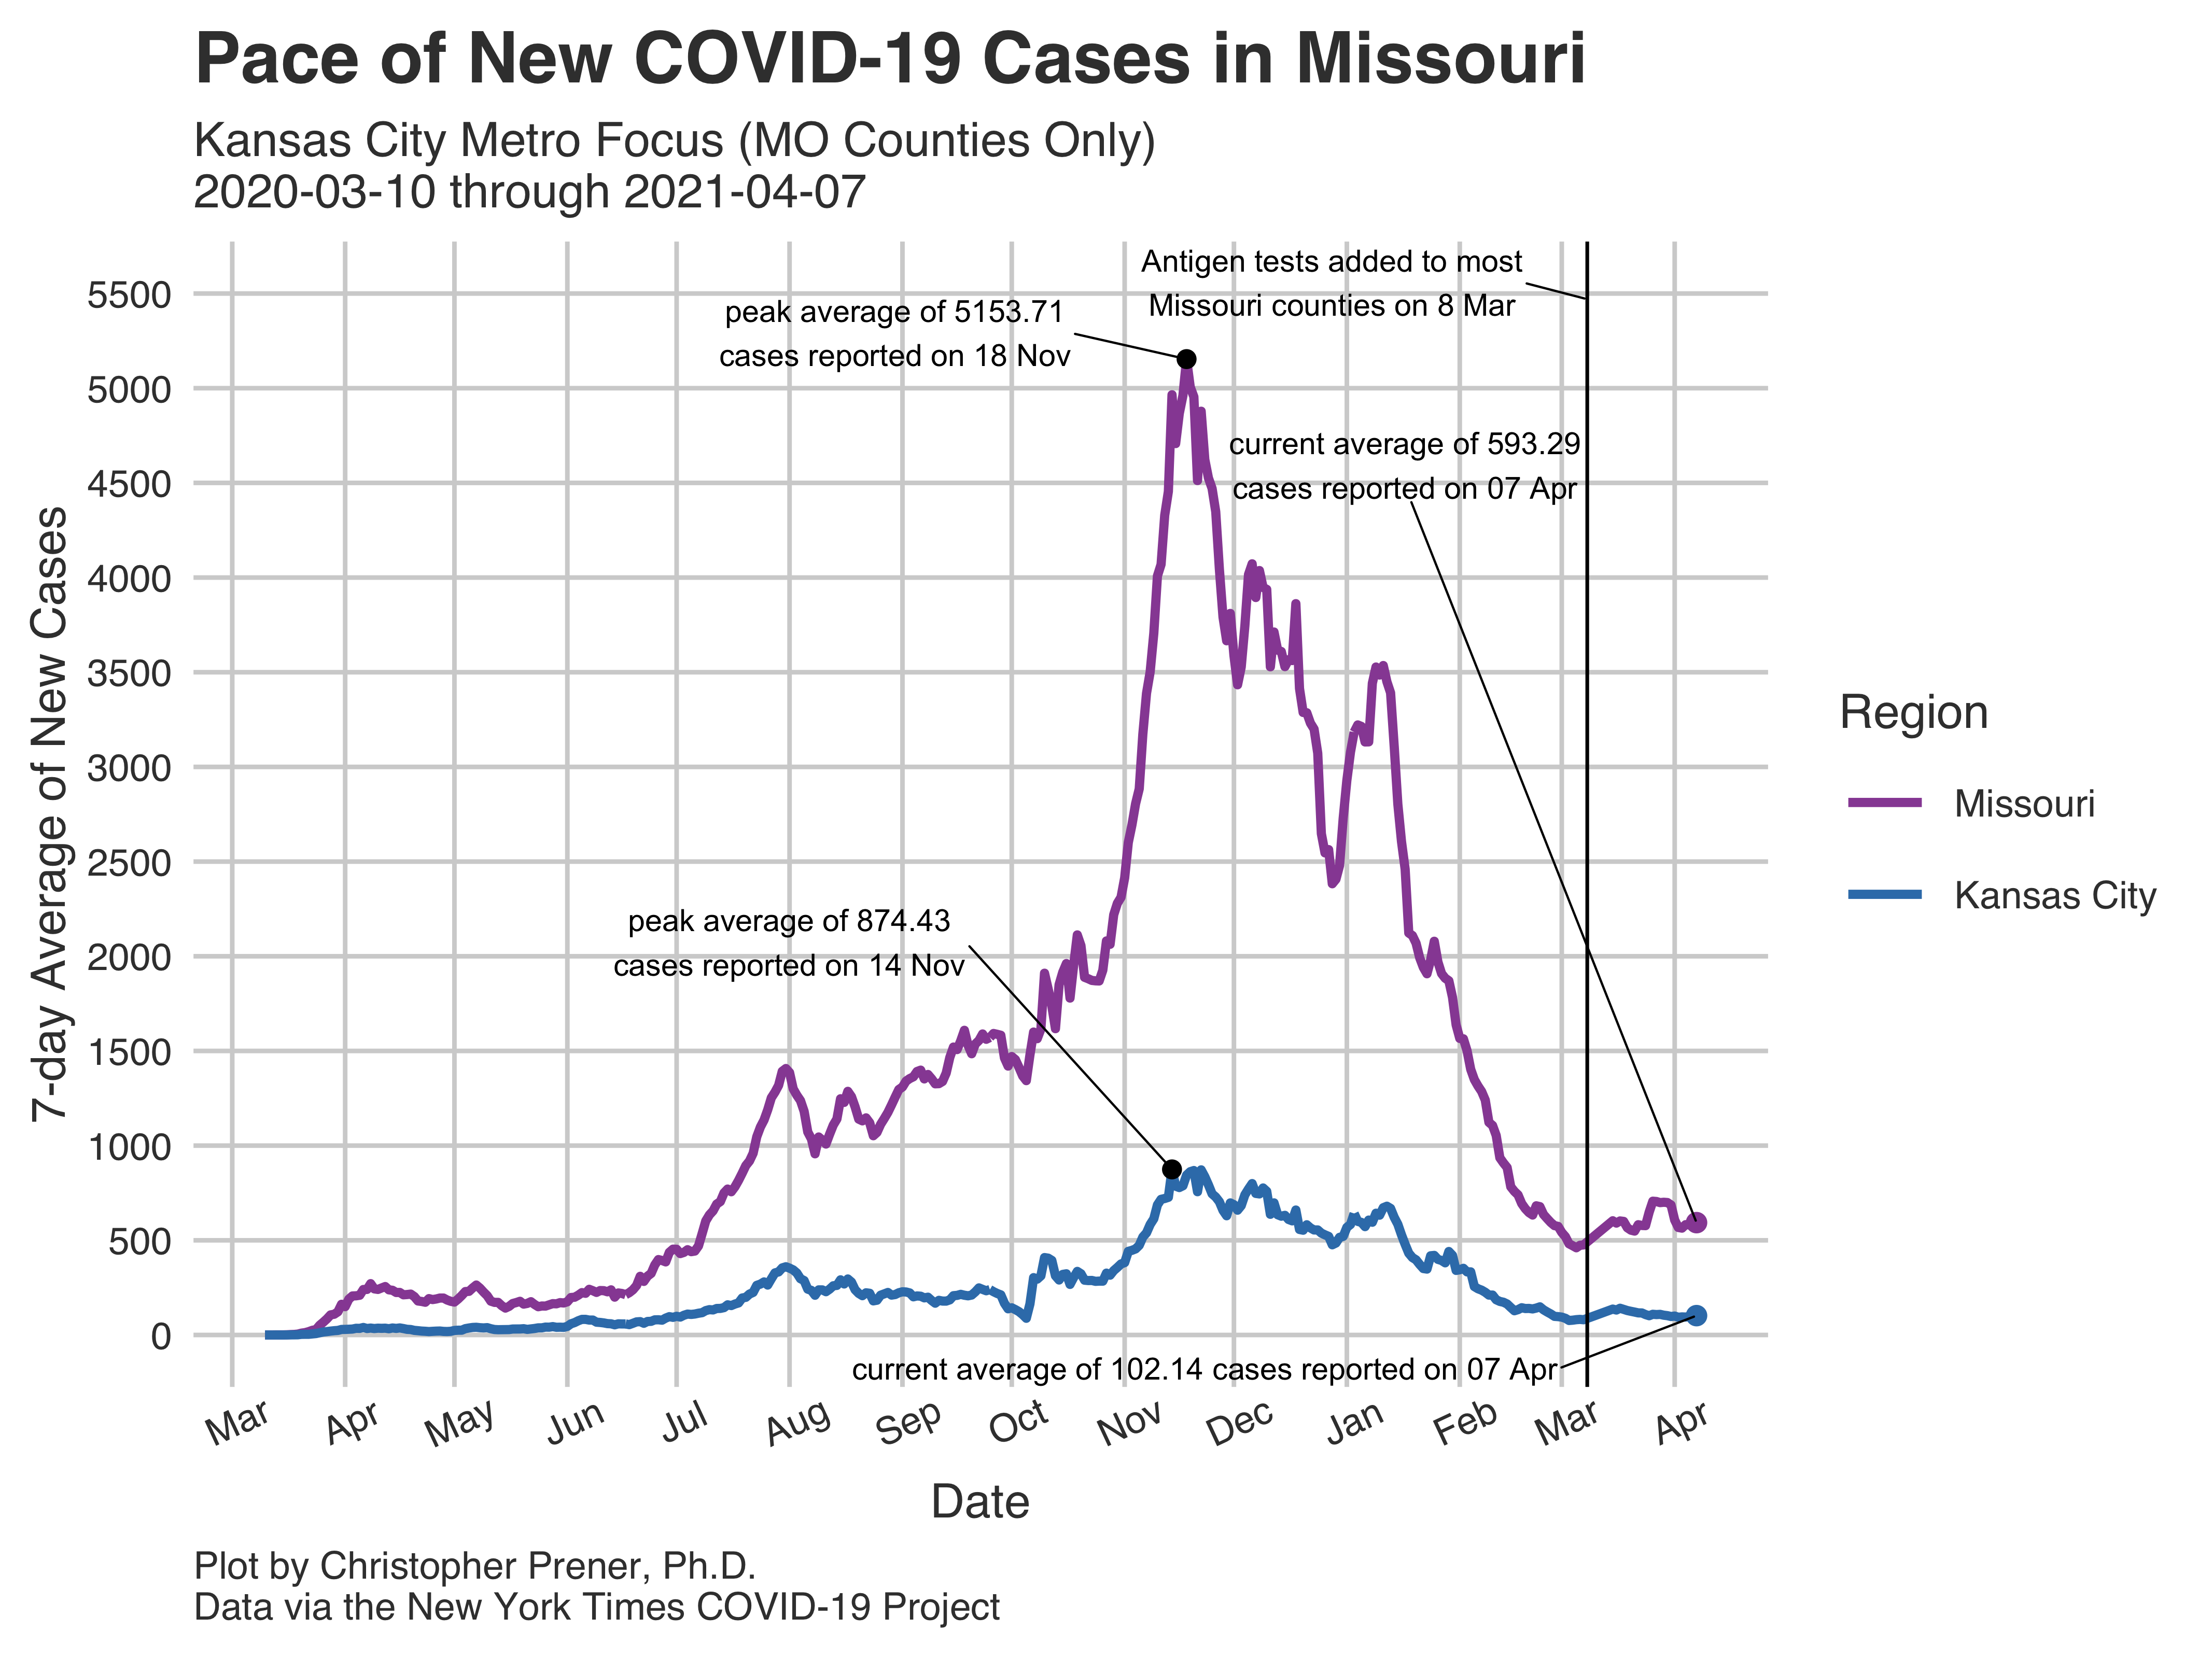 Pace of New COVID-19 Cases in Missouri
Kansas City Metro Focus (MO Counties Only)
2020-03-10 through 2021-04-07
Antigen tests added to most
Missouri counties on 8 Mar
peak average of 5153.71
cases reported on 18 Nov
current average of 593.29
cases reported on 07 Apr
peak average of 874.43
cases reported on 14 Nov
current average of 102.14 cases reported on 07 Apr
7-day Average of New Cases
5500
5000
4500
4000
3500
3000
2500
2000
1500
1000
500
0
Mar
Apr
May
Jun
Jul
Aug
Sep
Oct
Nov
Dec
Jan
Feb
Mar
Apr
Date
Region
Missouri
Kansas City
Plot by Christopher Prener, Ph.D.
Data via the New York Times COVID-19 Project